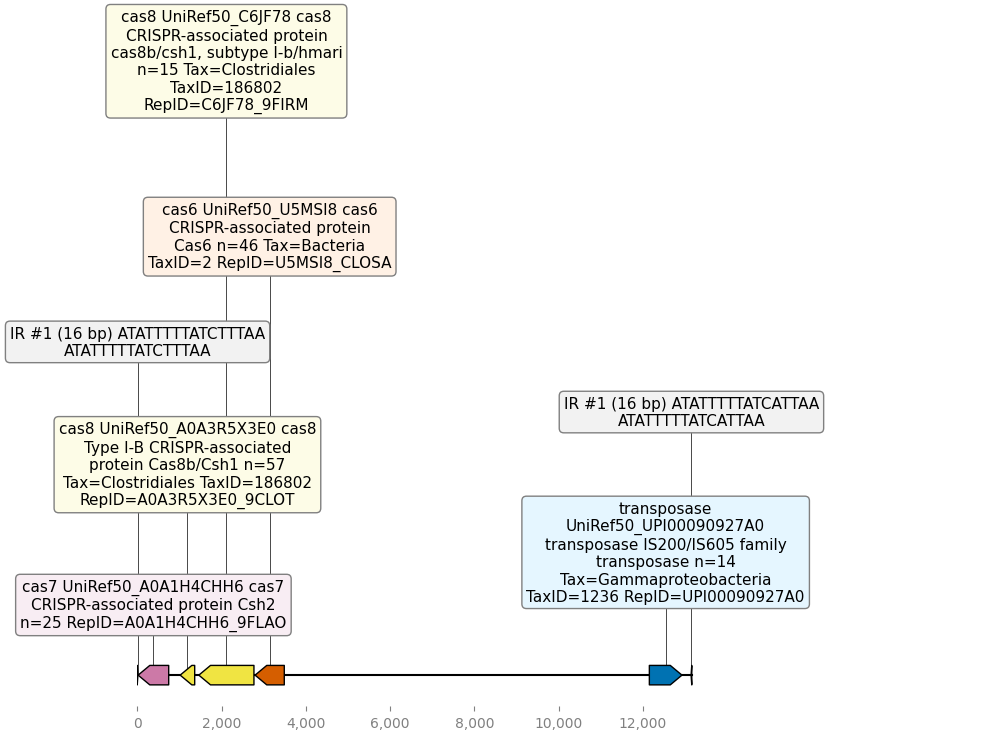 cas8 UniRef50_C6JF78 cas8
CRISPR-associated protein
cas8b/csh1, subtype I-b/hmari
n=15 Tax=Clostridiales
TaxID=186802
RepID=C6JF78_9FIRM
cas6 UniRef50_U5MSI8 cas6
CRISPR-associated protein
Cas6 n=46 Tax=Bacteria
TaxID=2 RepID=U5MSI8_CLOSA
IR #1 (16 bp) ATATTTTTATCTTTAA
ATATTTTTATCTTTAA
IR #1 (16 bp) ATATTTTTATCATTAA
ATATTTTTATCATTAA
cas8 UniRef50_A0A3R5X3E0 cas8
Type I-B CRISPR-associated
protein Cas8b/Csh1 n=57
Tax=Clostridiales TaxID=186802
RepID=A0A3R5X3E0_9CLOT
transposase
UniRef50_UPI00090927A0
transposase IS200/IS605 family
transposase n=14
Tax=Gammaproteobacteria
TaxID=1236 RepID=UPI00090927A0
cas7 UniRef50_A0A1H4CHH6 cas7
CRISPR-associated protein Csh2
n=25 RepID=A0A1H4CHH6_9FLAO
0 2,000 4,000 6,000 8,000 10,000 12,000